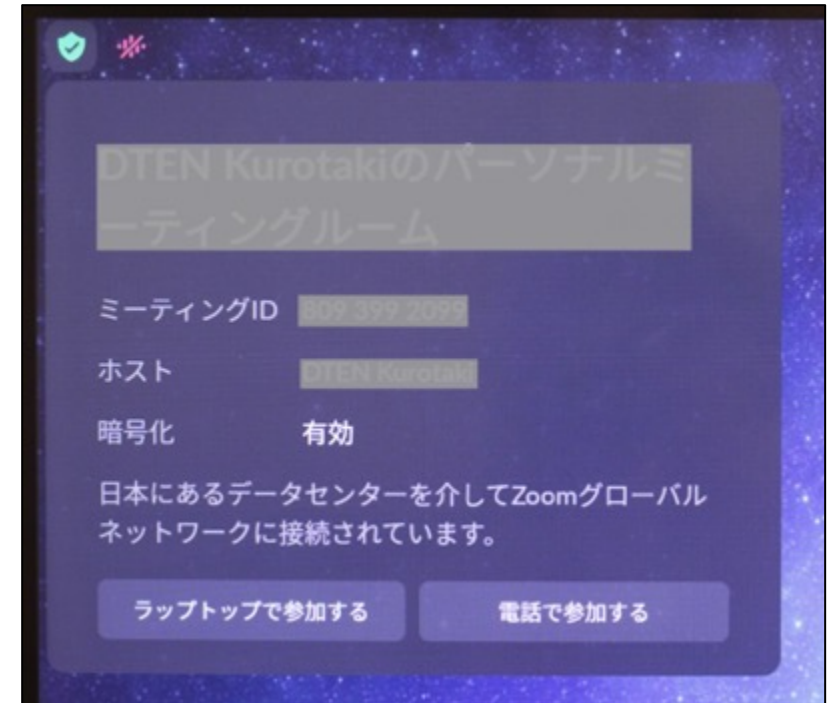 DTEN Kurotakiのパーソナルミ
ーティングルーム
ミーティングID 809 399 2099
ホスト DTEN Kurotaki
暗号化 有効
日本にあるデータセンターを介してZoomグローバル
ネットワークに接続されています。
ラップトップで参加する 電話で参加する